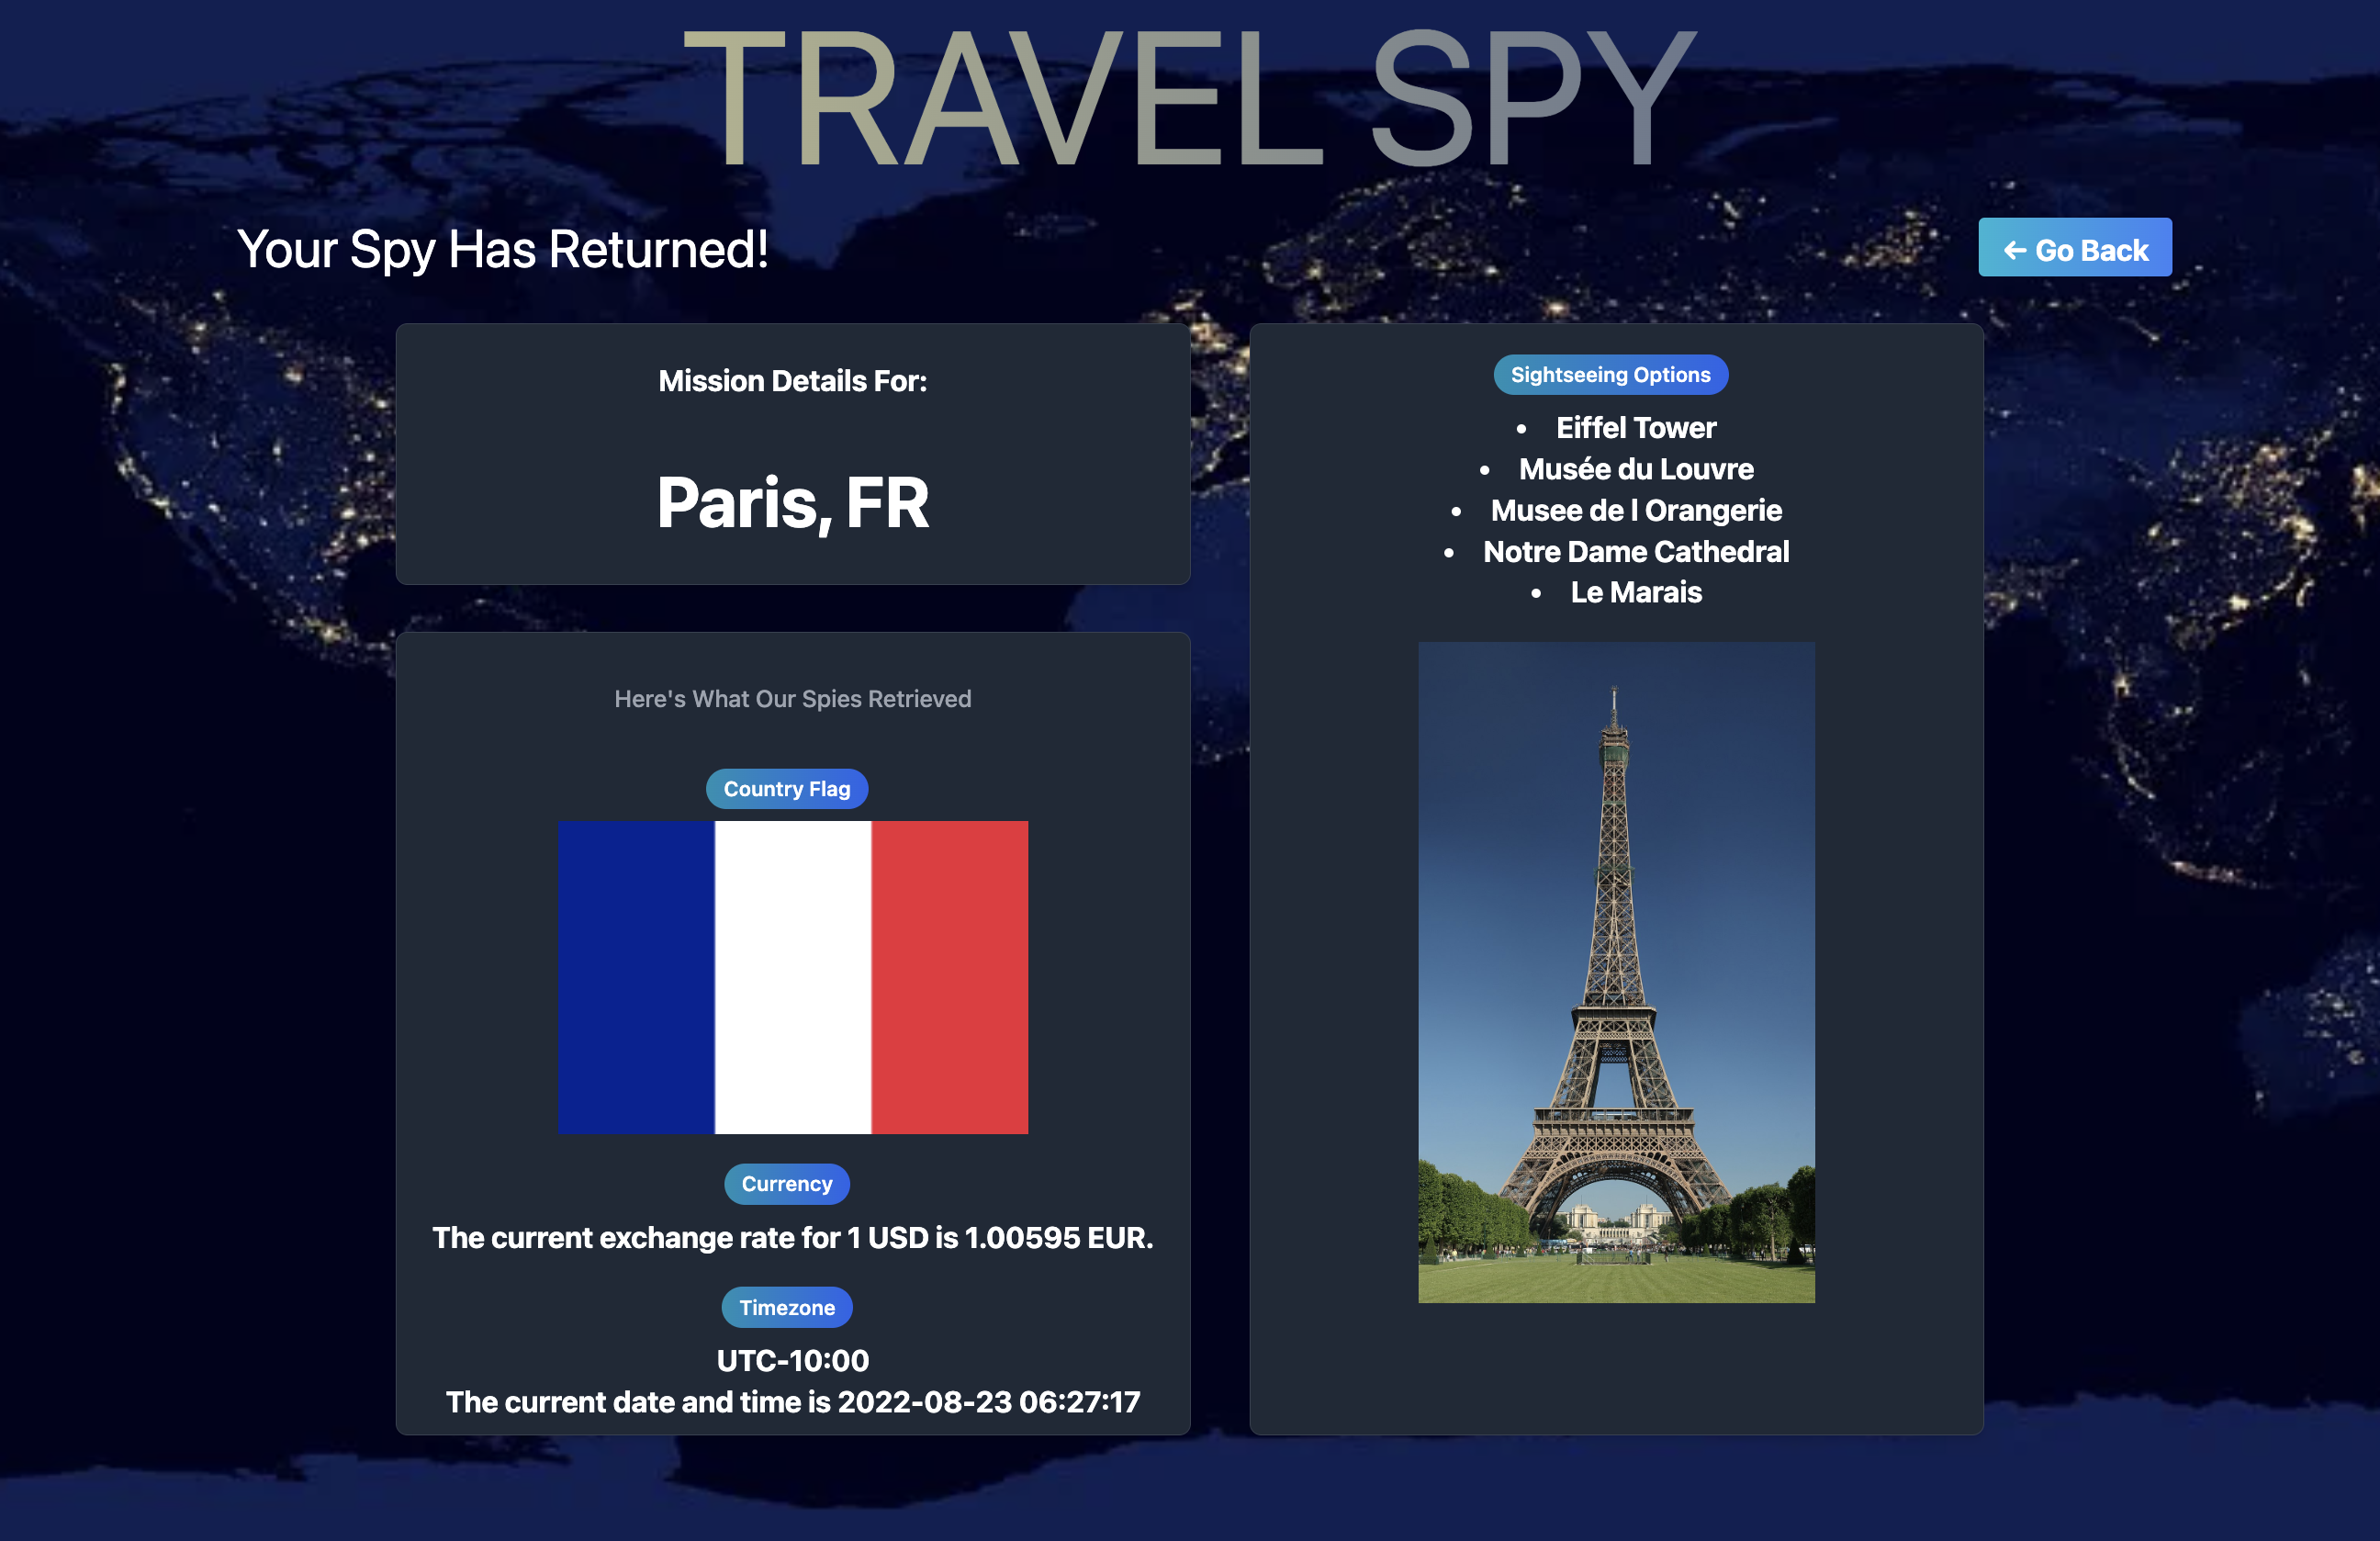 TRAVEL SPY
Your Spy Has Returned!
← Go Back
Mission Details For:
Paris, FR
Here's What Our Spies Retrieved
Country Flag
Currency
The current exchange rate for 1 USD is 1.00595 EUR.
Timezone
UTC-10:00
The current date and time is 2022-08-23 06:27:17
Sightseeing Options
• Eiffel Tower
• Musée du Louvre
• Musee de l Orangerie
• Notre Dame Cathedral
• Le Marais